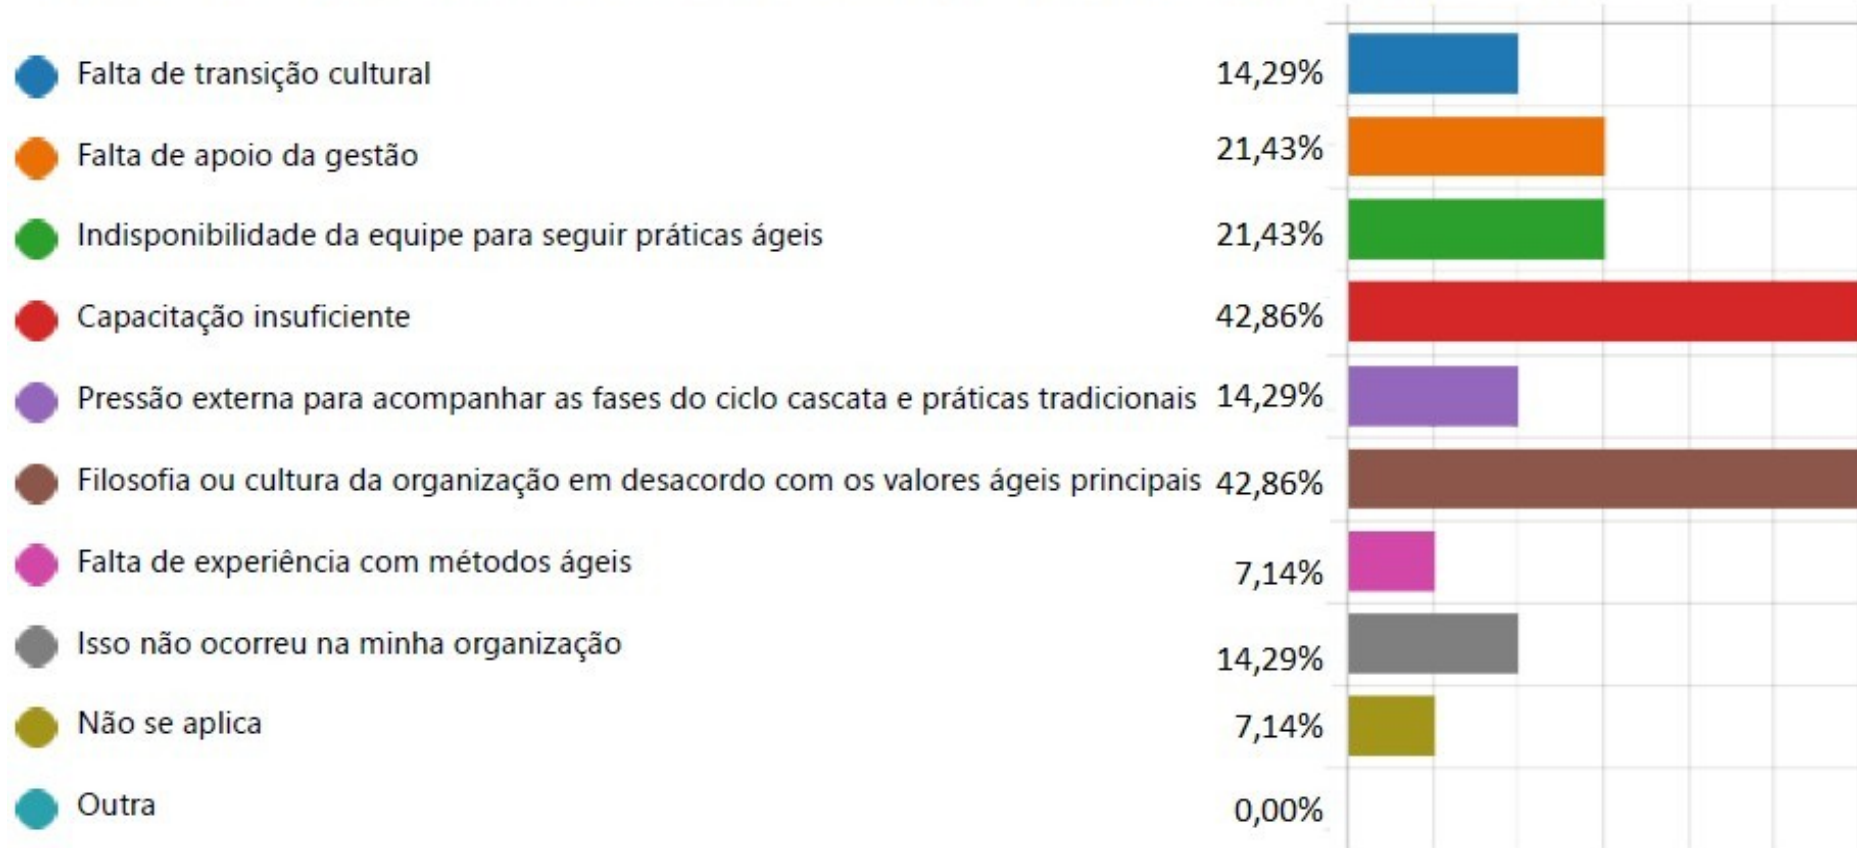 Falta de transição cultural 14,29%
Falta de apoio da gestão 21,43%
Indisponibilidade da equipe para seguir práticas ágeis 21,43%
Capacitação insuficiente 42,86%
Pressão externa para acompanhar as fases do ciclo cascata e práticas tradicionais 14,29%
Filosofia ou cultura da organização em desacordo com os valores ágeis principais 42,86%
Falta de experiência com métodos ágeis 7,14%
Isso não ocorreu na minha organização 14,29%
Não se aplica 7,14%
Outra 0,00%